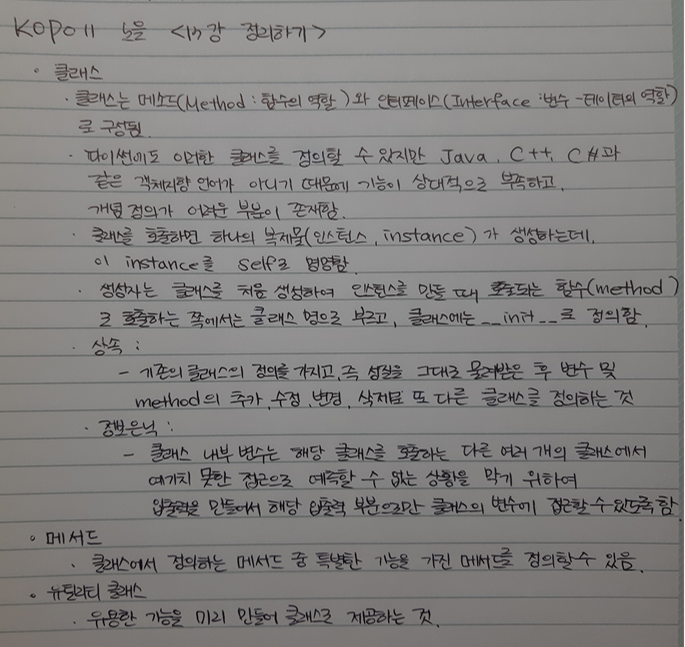 KOPO11 노을 <13강 정리하기>
◦ 클래스
· 클래스는 메소드(Method : 함수의 역할)와 인터페이스(Interface : 변수 - 데이터의 역할)
로 구성됨.
· 파이썬에도 이러한 클래스를 정의할 수 있지만 Java, C++, C#과
같은 객체지향 언어가 아니기 때문에 기능이 상대적으로 부족하고,
개념 정의가 어려운 부분이 존재함.
· 클래스를 호출하면 하나의 복제물(인스턴스, instance)가 생성하는데,
이 instance를 self로 명명함.
· 생성자는 클래스를 처음 생성하여 인스턴스를 만들 때 호출되는 함수(method)
로 호출하는 쪽에서는 클래스 명으로 부르고, 클래스에는 __init__로 정의함.
· 상속 :
- 기존의 클래스의 정의를 가지고, 즉 성질을 그대로 물려받은 후 변수 및
method의 추가, 수정, 변경, 삭제로 또 다른 클래스를 정의하는 것
· 정보은닉 :
- 클래스 내부 변수는 해당 클래스를 호출하는 다른 여러 개의 클래스에서
예기치 못한 접근으로 예측할 수 없는 상황을 막기 위하여
입출력을 만들어서 해당 입출력 부분으로만 클래스의 변수에 접근할 수 있도록 함.
◦ 메서드
· 클래스에서 정의하는 메서드 중 특별한 기능을 가진 메서드를 정의할 수 있음.
· 뉴틸리티 클래스
· 유용한 기능을 미리 만들어 클래스로 제공하는 것.